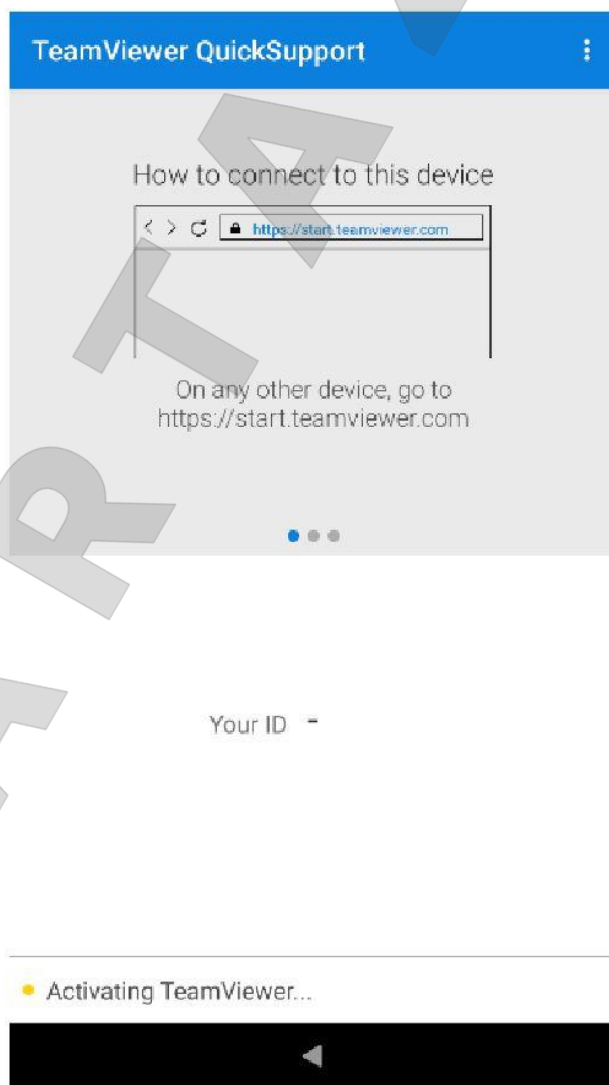 TeamViewer QuickSupport
How to connect to this device
https://start.teamviewer.com
On any other device, go to
https://start.teamviewer.com
Your ID -
Activating TeamViewer...